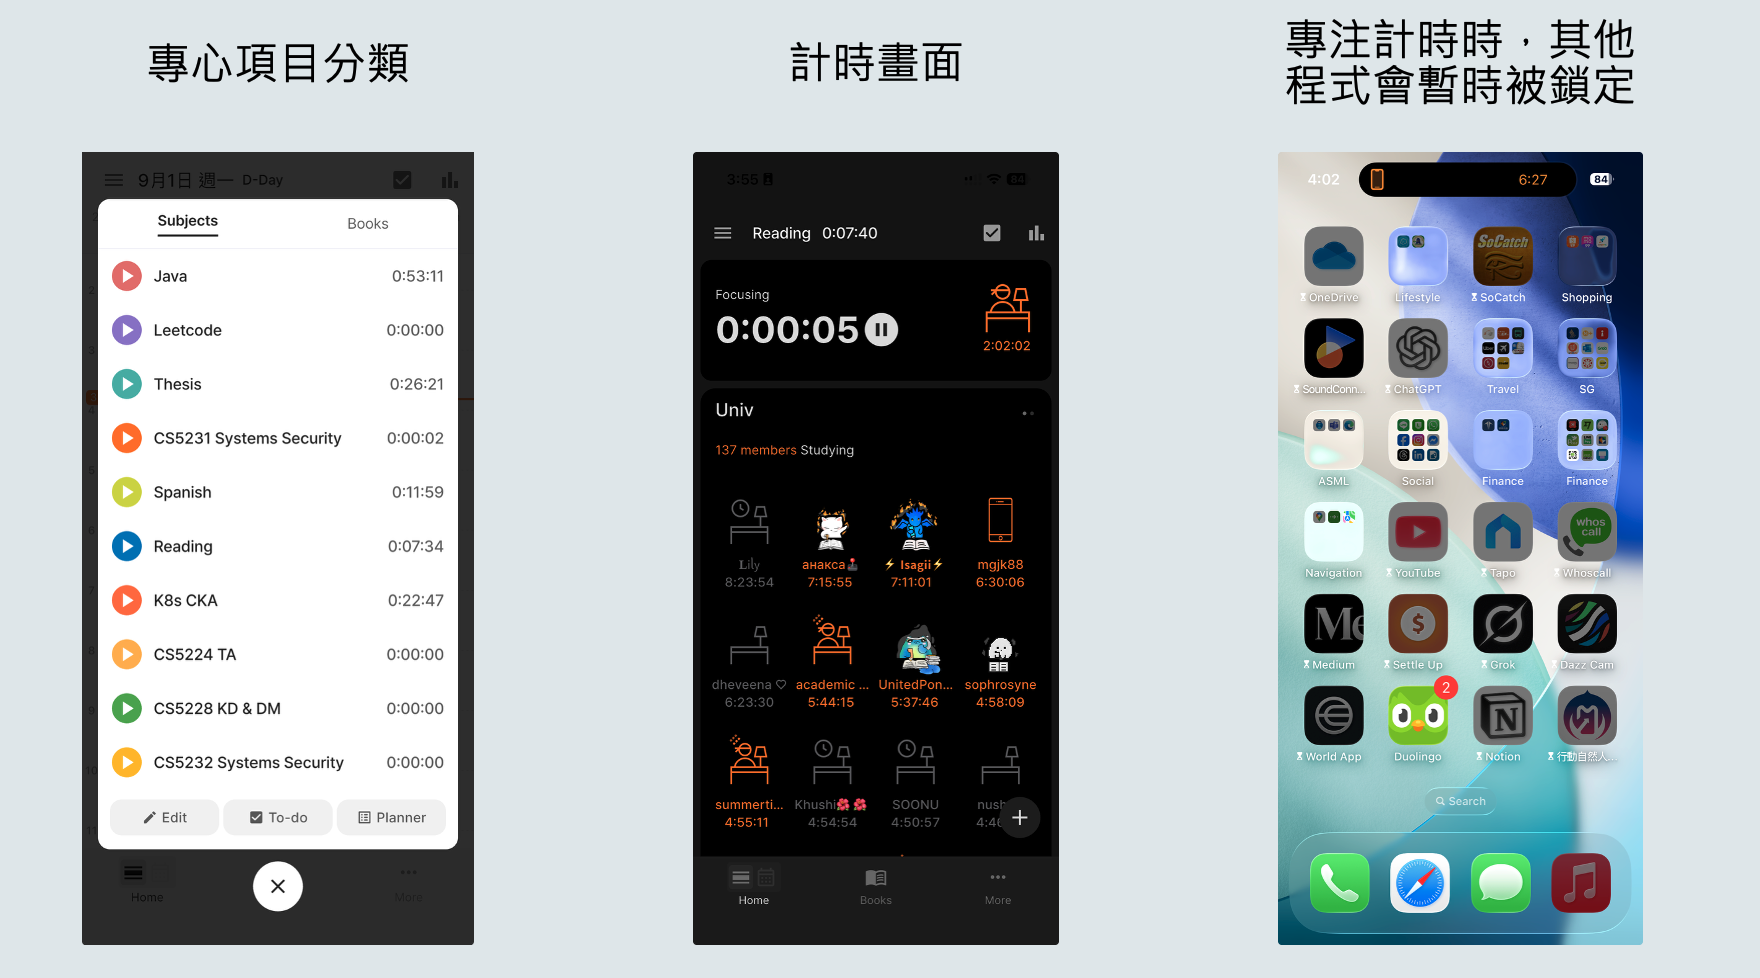 專心項目分類
計時畫面
專注計時時，其他
程式會暫時被鎖定
9月1日 週一 D-Day
Subjects Books
Java 0:53:11
Leetcode 0:00:00
Thesis 0:26:21
CS5231 Systems Security 0:00:02
Spanish 0:11:59
Reading 0:07:34
K8s CKA 0:22:47
CS5224 TA 0:00:00
CS5228 KD & DM 0:00:00
CS5232 Systems Security 0:00:00
Edit To-do Planner
Home More
3:55 84
Reading 0:07:40
Focusing
0:00:05
2:02:02
Univ
137 members Studying
Lily анакса🕹️ ⚡ Isagii⚡ mgjk88
8:23:54 7:15:55 7:11:01 6:30:06
dheveena ♡ academic ... UnitedPon... sophrosyne
6:23:30 5:44:15 5:37:46 4:58:09
summerti... Khushi🌺🌺 SOONU
4:55:11 4:54:54 4:50:57
Home Books More
4:02 6:27 84
OneDrive Lifestyle SoCatch Shopping
SoundConn... ChatGPT Travel SG
ASML Social Finance Finance
Navigation YouTube Tapo Whoscall
Medium Settle Up Grok Dazz Cam
2
World App Duolingo Notion 行動自然人...
Search